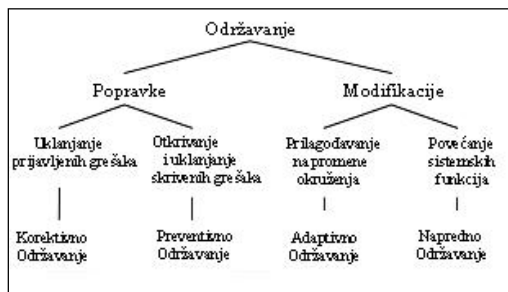 Održavanje
Popravke
Modifikacije
Uklanjanje
prijavljenih grešaka
Otkrivanje
i uklanjanje
skrivenih grešaka
Prilagođavanje
na promene
okruženja
Povećanje
sistemskih
funkcija
Korektivno
Održavanje
Preventivno
Održavanje
Adaptivno
Održavanje
Napredno
Održavanje